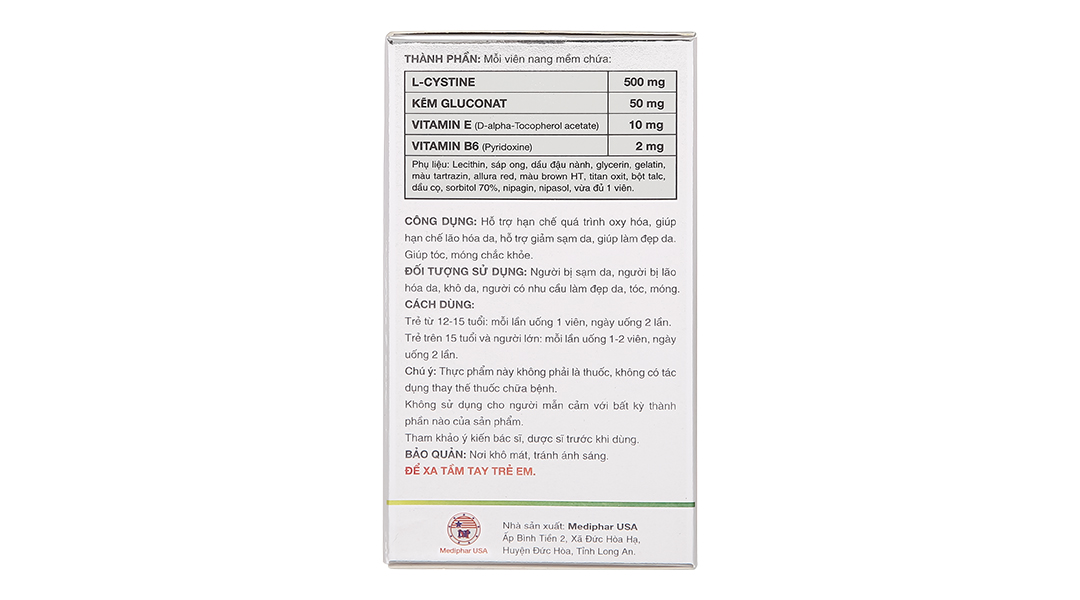 THÀNH PHẦN: Mỗi viên nang mềm chứa:
L-CYSTINE 500 mg
KẼM GLUCONAT 50 mg
VITAMIN E (D-alpha-Tocopherol acetate) 10 mg
VITAMIN B6 (Pyridoxine) 2 mg
Phụ liệu: Lecithin, sáp ong, dầu đậu nành, glycerin, gelatin,
màu tartrazin, allura red, màu brown HT, titan oxit, bột talc,
dầu cọ, sorbitol 70%, nipagin, nipasol, vừa đủ 1 viên.
CÔNG DỤNG: Hỗ trợ hạn chế quá trình oxy hóa, giúp
hạn chế lão hóa da, hỗ trợ giảm sạm da, giúp làm đẹp da.
Giúp tóc, móng chắc khỏe.
ĐỐI TƯỢNG SỬ DỤNG: Người bị sạm da, người bị lão
hóa da, khô da, người có nhu cầu làm đẹp da, tóc, móng.
CÁCH DÙNG:
Trẻ từ 12-15 tuổi: mỗi lần uống 1 viên, ngày uống 2 lần.
Trẻ trên 15 tuổi và người lớn: mỗi lần uống 1-2 viên, ngày
uống 2 lần.
Chú ý: Thực phẩm này không phải là thuốc, không có tác
dụng thay thế thuốc chữa bệnh.
Không sử dụng cho người mẫn cảm với bất kỳ thành
phần nào của sản phẩm.
Tham khảo ý kiến bác sĩ, dược sĩ trước khi dùng.
BẢO QUẢN: Nơi khô mát, tránh ánh sáng.
ĐỂ XA TẦM TAY TRẺ EM.
Mediphar USA
Nhà sản xuất: Mediphar USA
Ấp Bình Tiền 2, Xã Đức Hòa Hạ,
Huyện Đức Hòa, Tỉnh Long An.